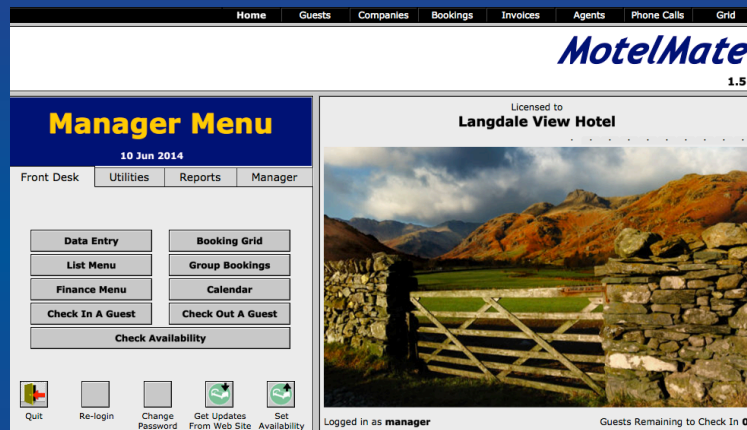 Home Guests Companies Bookings Invoices Agents Phone Calls Grid
MotelMate
1.5
Manager Menu
10 Jun 2014
Front Desk Utilities Reports Manager
Data Entry Booking Grid
List Menu Group Bookings
Finance Menu Calendar
Check In A Guest Check Out A Guest
Check Availability
Quit Re-login Change Password Get Updates From Web Site Set Availability
Licensed to
Langdale View Hotel
Logged in as manager Guests Remaining to Check In 0